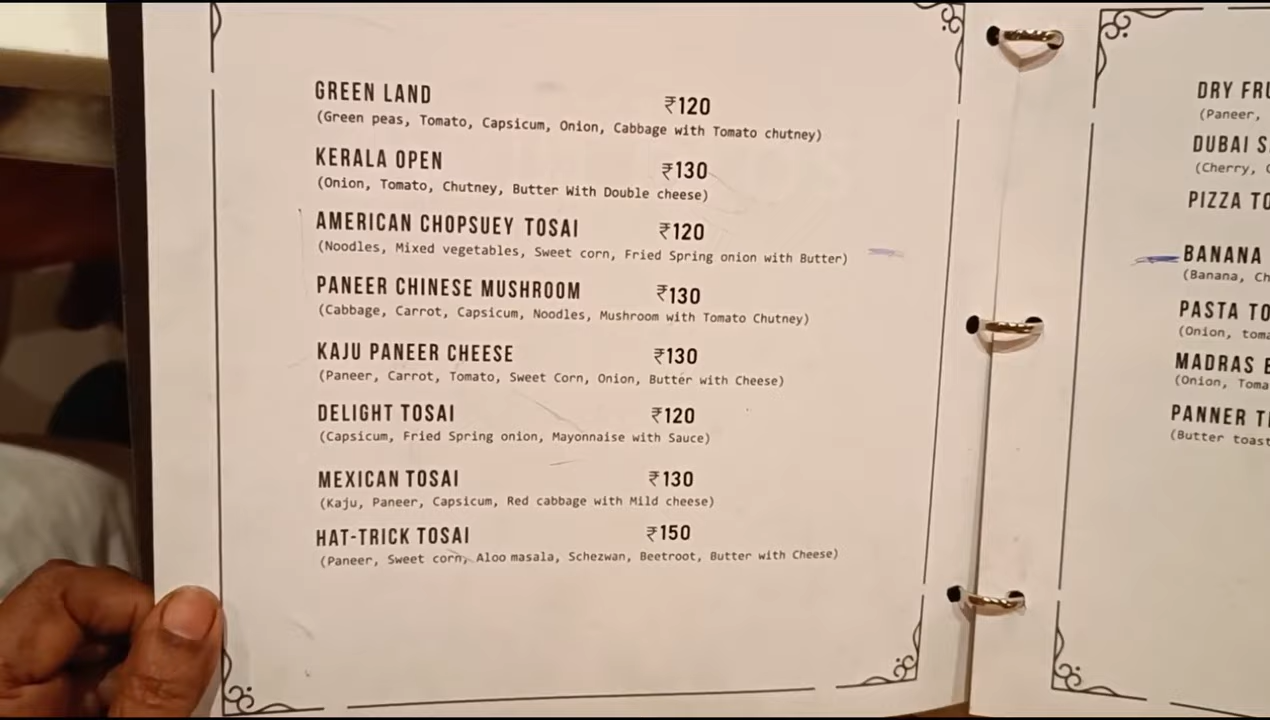 GREEN LAND ₹120
(Green peas, Tomato, Capsicum, Onion, Cabbage with Tomato chutney)
KERALA OPEN ₹130
(Onion, Tomato, Chutney, Butter With Double cheese)
AMERICAN CHOPSUEY TOSAI ₹120
(Noodles, Mixed vegetables, Sweet corn, Fried Spring onion with Butter)
PANEER CHINESE MUSHROOM ₹130
(Cabbage, Carrot, Capsicum, Noodles, Mushroom with Tomato Chutney)
KAJU PANEER CHEESE ₹130
(Paneer, Carrot, Tomato, Sweet Corn, Onion, Butter with Cheese)
DELIGHT TOSAI ₹120
(Capsicum, Fried Spring onion, Mayonnaise with Sauce)
MEXICAN TOSAI ₹130
(Kaju, Paneer, Capsicum, Red cabbage with Mild cheese)
HAT-TRICK TOSAI ₹150
(Paneer, Sweet corn, Aloo masala, Schezwan, Beetroot, Butter with Cheese)
DRY
(Paneer,
DUBAI
(Cherry,
PIZZA
BANANA
(Banana,
PASTA
(Onion,
MADRAS
(Onion,
PANNER
(Butter